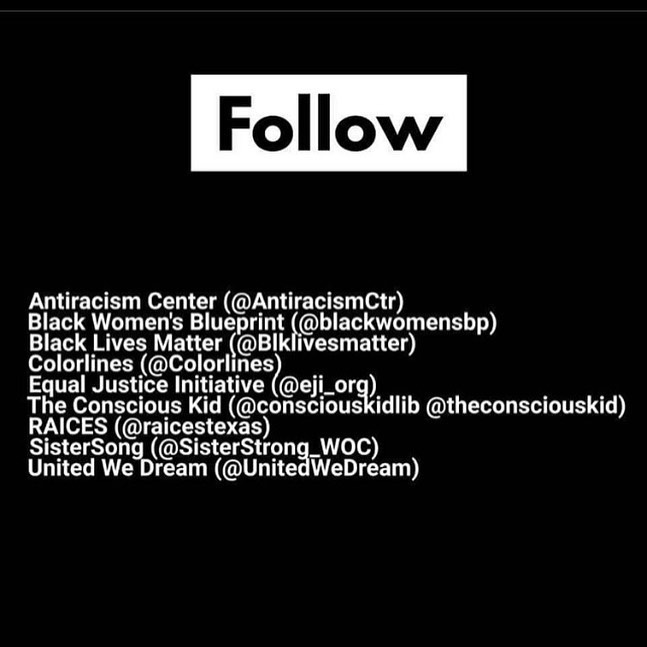 Follow
Antiracism Center (@AntiracismCtr)
Black Women's Blueprint (@blackwomensbp)
Black Lives Matter (@Blklivesmatter)
Colorlines (@Colorlines)
Equal Justice Initiative (@eji_org)
The Conscious Kid (@consciouskidlib @theconsciouskid)
RAICES (@raicestexas)
SisterSong (@SisterStrong_WOC)
United We Dream (@UnitedWeDream)